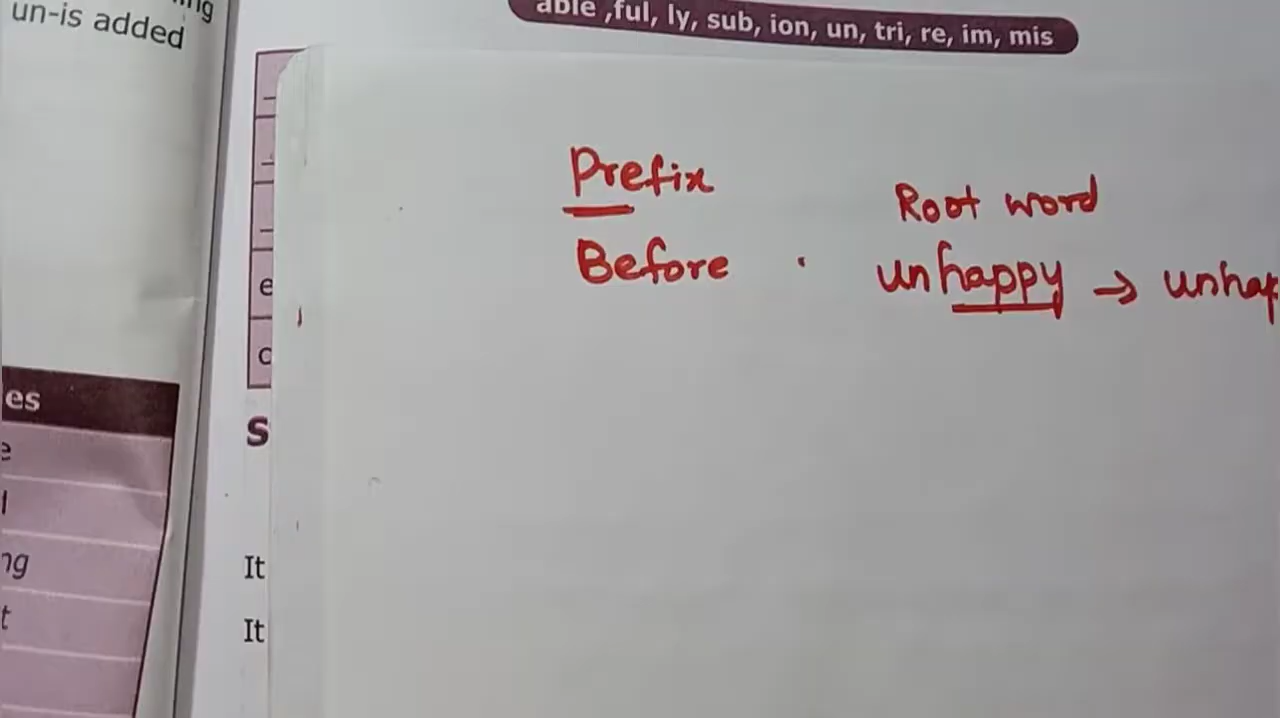 un-is added
able ,ful, ly, sub, ion, un, tri, re, im, mis
Prefix
Root word
Before
unhappy → unhap
e
c
S
It
It
es
e
l
ng
t